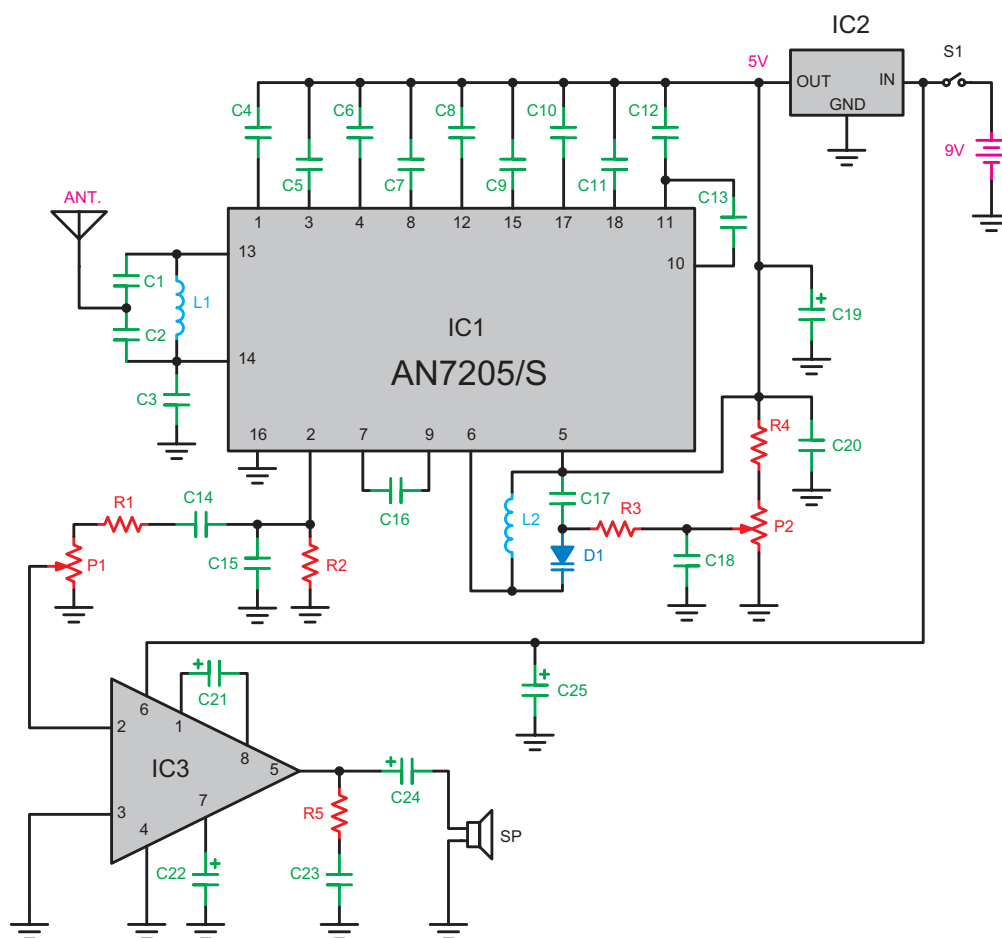 IC2
S1
5V
OUT
IN
GND
9V
C4
C6
C8
C10
C12
C5
C7
C9
C11
C13
ANT.
1
3
4
8
12
15
17
18
11
13
10
C1
L1
C2
IC1
C19
AN7205/S
14
C3
16
2
7
9
6
5
R4
C20
R1
C14
C16
L2
C17
R3
P2
P1
C15
R2
D1
C18
C25
C21
6
1
2
8
IC3
5
C24
7
R5
SP
3
4
C22
C23